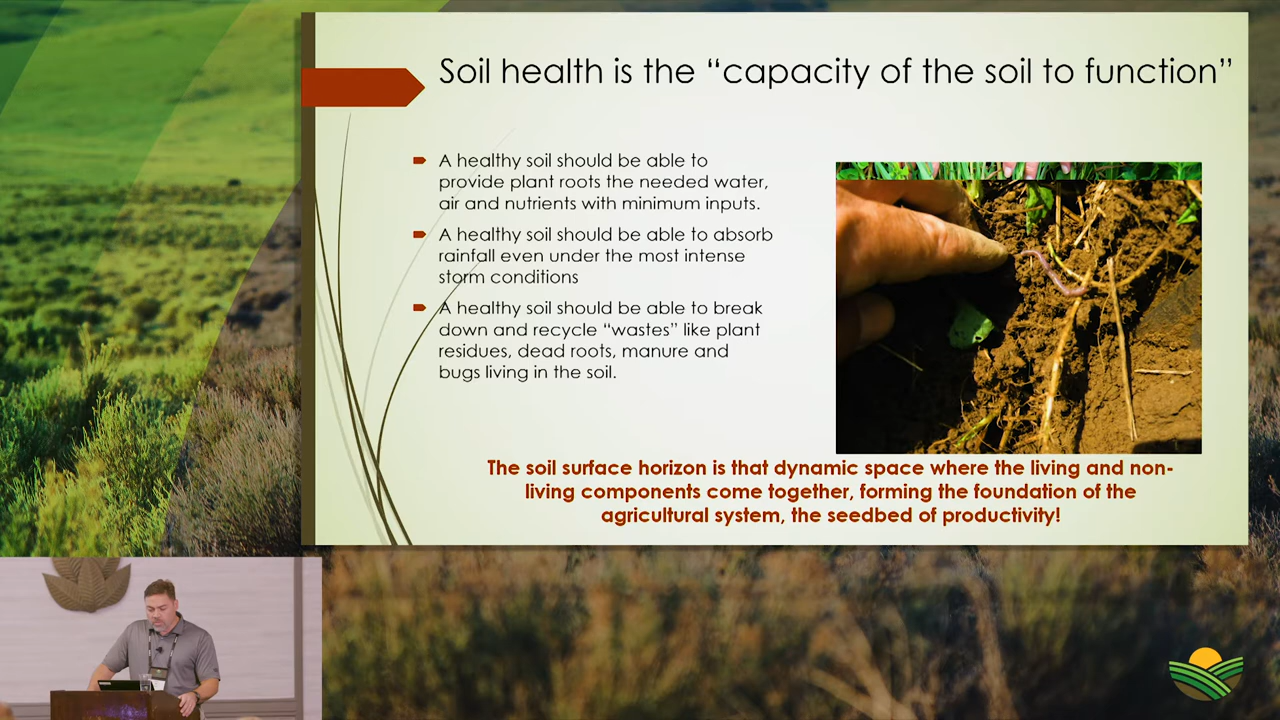 Soil health is the “capacity of the soil to function”
A healthy soil should be able to
provide plant roots the needed water,
air and nutrients with minimum inputs.
A healthy soil should be able to absorb
rainfall even under the most intense
storm conditions
A healthy soil should be able to break
down and recycle “wastes” like plant
residues, dead roots, manure and
bugs living in the soil.
The soil surface horizon is that dynamic space where the living and non-
living components come together, forming the foundation of the
agricultural system, the seedbed of productivity!